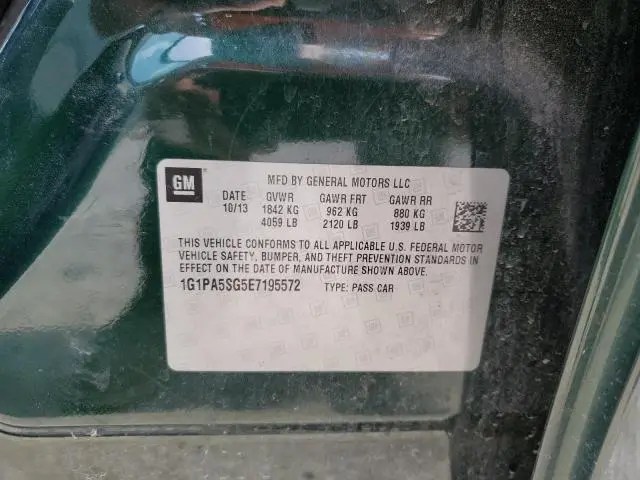 GM
MFD BY GENERAL MOTORS LLC
DATE GVWR GAWR FRT GAWR RR
10/13 1842 KG 962 KG 880 KG
4059 LB 2120 LB 1939 LB
THIS VEHICLE CONFORMS TO ALL APPLICABLE U.S. FEDERAL MOTOR
VEHICLE SAFETY, BUMPER, AND THEFT PREVENTION STANDARDS IN
EFFECT ON THE DATE OF MANUFACTURE SHOWN ABOVE.
1G1PA5SG5E7195572 TYPE: PASS CAR